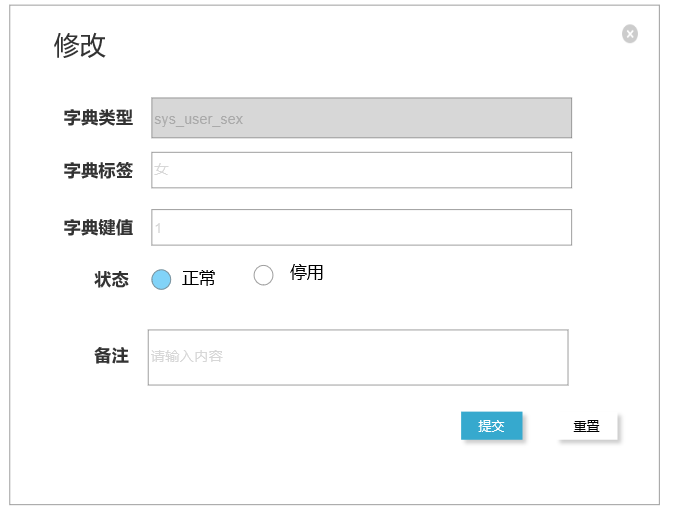 修改
字典类型 sys_user_sex
字典标签 女
字典键值 1
状态 正常 停用
备注 请输入内容
提交 重置